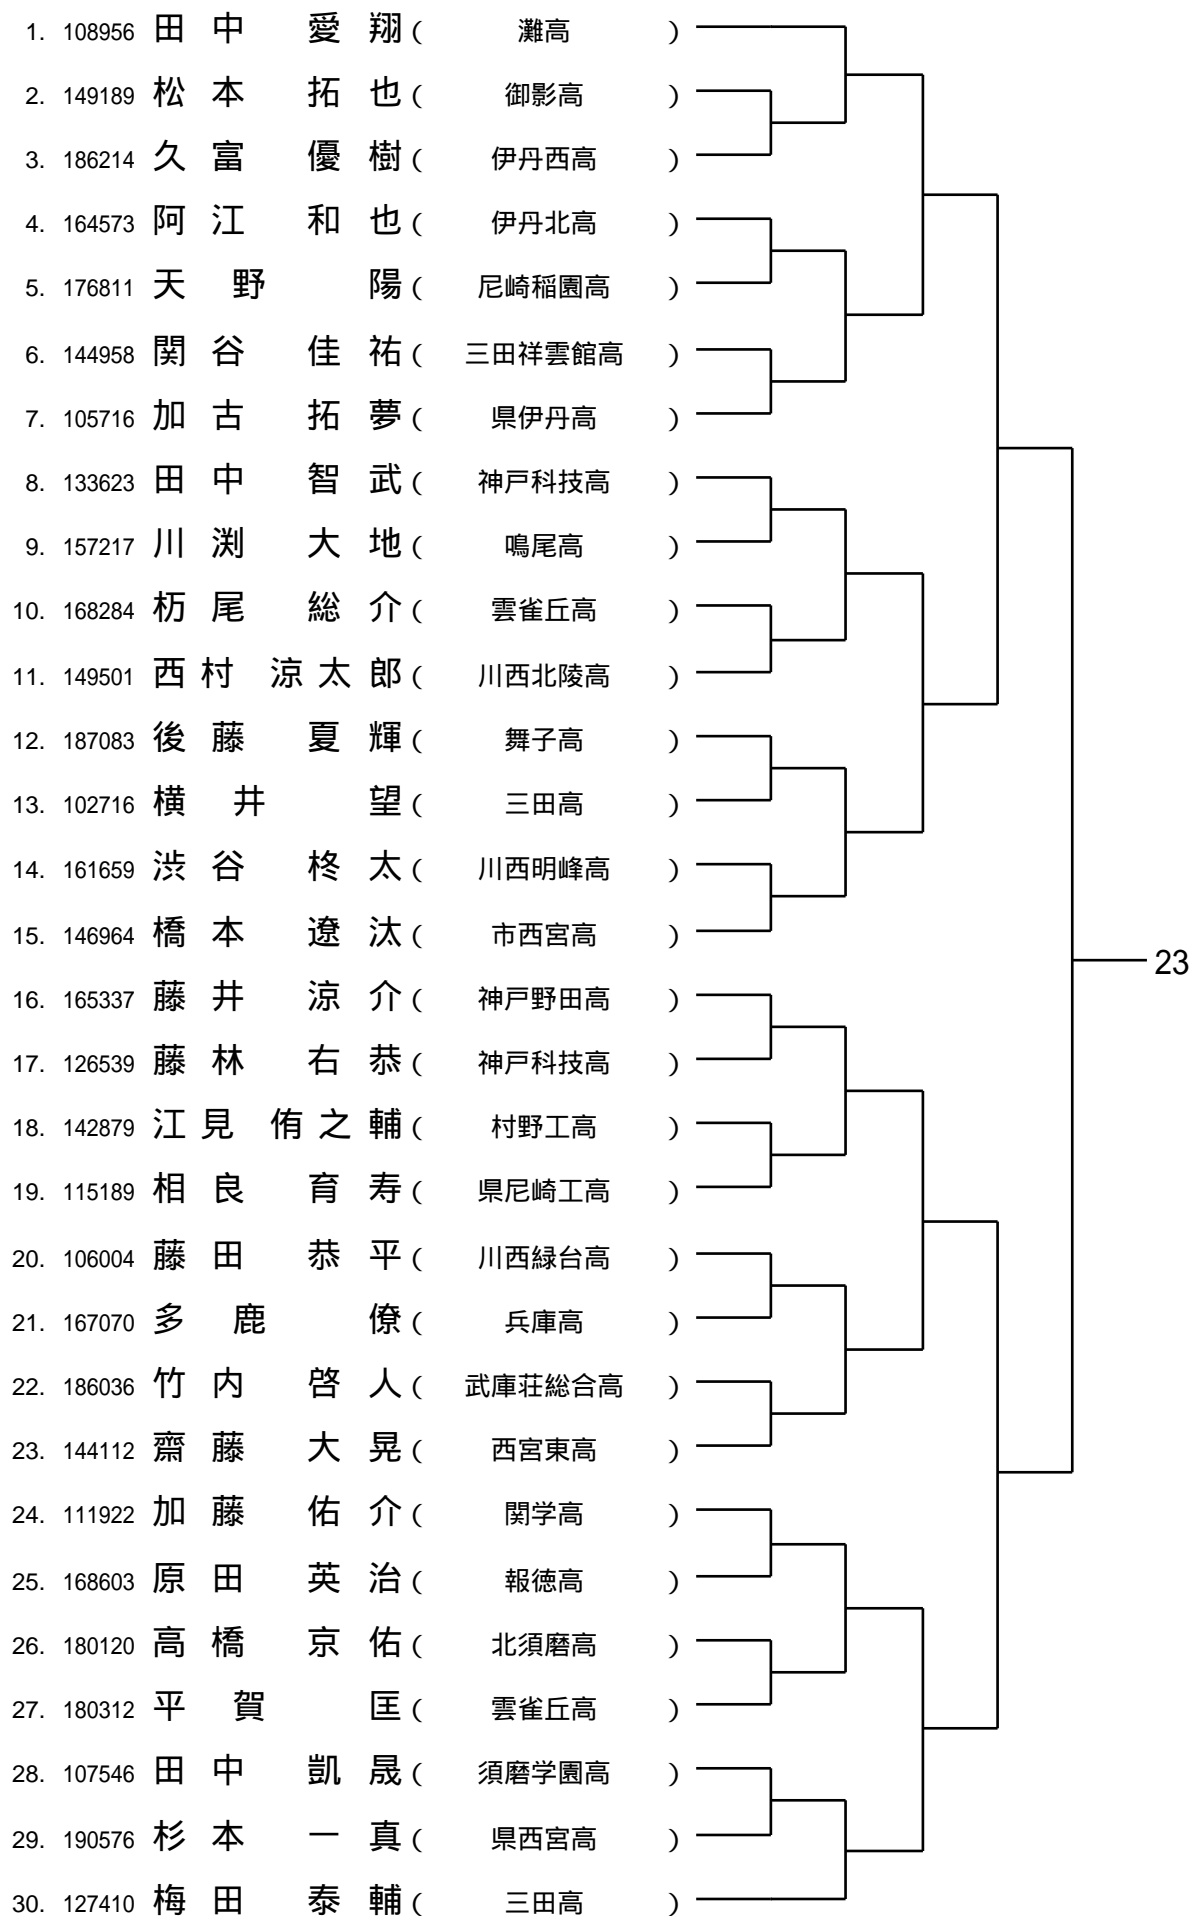 1. 108956 田中 愛翔 ( 灘高 )
2. 149189 松本 拓也 ( 御影高 )
3. 186214 久富 優樹 ( 伊丹西高 )
4. 164573 阿江 和也 ( 伊丹北高 )
5. 176811 天野 陽 ( 尼崎稲園高 )
6. 144958 関谷 佳祐 ( 三田祥雲館高 )
7. 105716 加古 拓夢 ( 県伊丹高 )
8. 133623 田中 智武 ( 神戸科技高 )
9. 157217 川渕 大地 ( 鳴尾高 )
10. 168284 枥尾 総介 ( 雲雀丘高 )
11. 149501 西村 涼太郎 ( 川西北陵高 )
12. 187083 後藤 夏輝 ( 舞子高 )
13. 102716 横井 望 ( 三田高 )
14. 161659 渋谷 柊太 ( 川西明峰高 )
15. 146964 橋本 遼汰 ( 市西宮高 )
23
16. 165337 藤井 涼介 ( 神戸野田高 )
17. 126539 藤林 右恭 ( 神戸科技高 )
18. 142879 江見 侑之輔 ( 村野工高 )
19. 115189 相良 育寿 ( 県尼崎工高 )
20. 106004 藤田 恭平 ( 川西緑台高 )
21. 167070 多鹿 僚 ( 兵庫高 )
22. 186036 竹内 啓人 ( 武庫荘総合高 )
23. 144112 齋藤 大晃 ( 西宮東高 )
24. 111922 加藤 佑介 ( 関学高 )
25. 168603 原田 英治 ( 報徳高 )
26. 180120 高橋 京佑 ( 北須磨高 )
27. 180312 平賀 匡 ( 雲雀丘高 )
28. 107546 田中 凱晟 ( 須磨学園高 )
29. 190576 杉本 一真 ( 県西宮高 )
30. 127410 梅田 泰輔 ( 三田高 )